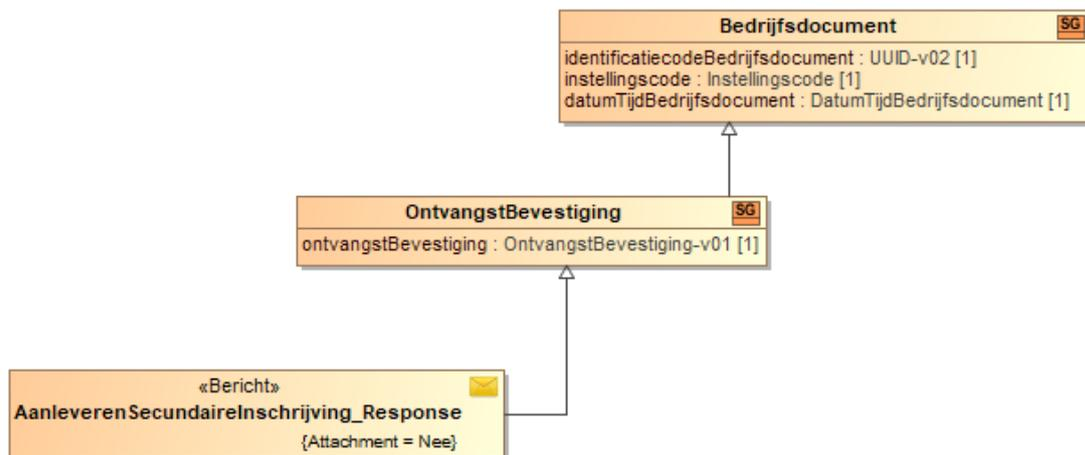 Bedrijfsdocument
SG
identificatiecodeBedrijfsdocument : UUID-v02 [1]
instellingscode : Instellingscode [1]
datumTijdBedrijfsdocument : DatumTijdBedrijfsdocument [1]
OntvangstBevestiging
SG
ontvangstBevestiging : OntvangstBevestiging-v01 [1]
«Bericht»
AanleverenSecundaireInschrijving_Response
{Attachment = Nee}